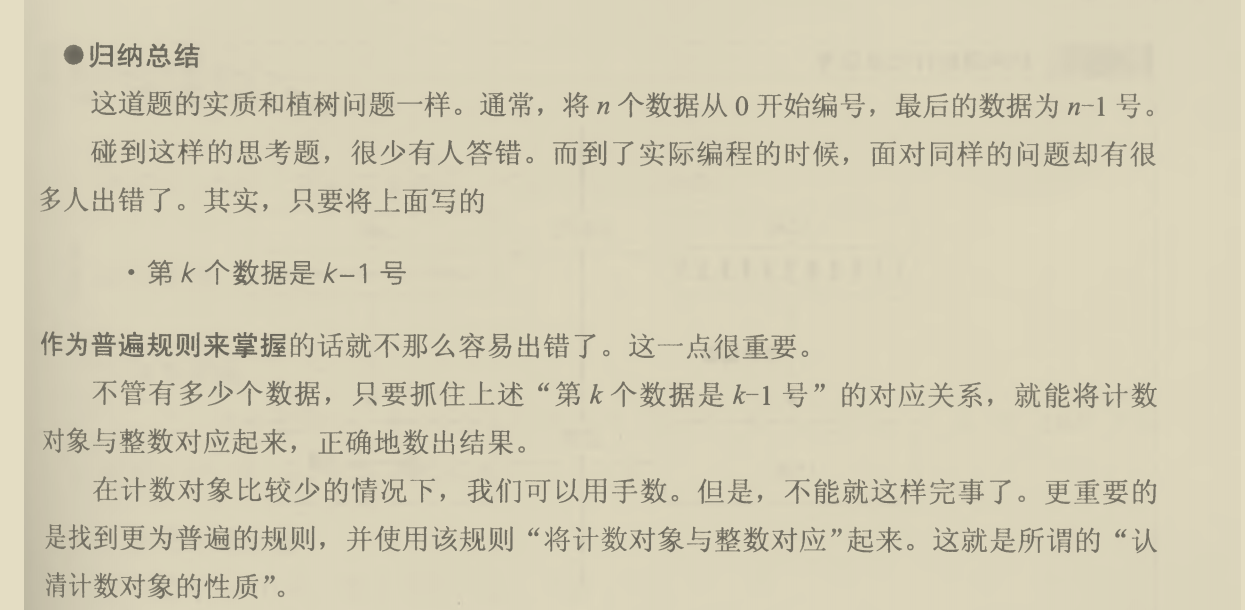 ●归纳总结
这道题的实质和植树问题一样。通常，将 n 个数据从 0 开始编号，最后的数据为 n-1 号。
碰到这样的思考题，很少有人答错。而到了实际编程的时候，面对同样的问题却有很
多人出错了。其实，只要将上面写的
・第 k 个数据是 k-1 号
作为普遍规则来掌握的话就不那么容易出错了。这一点很重要。
不管有多少个数据，只要抓住上述“第 k 个数据是 k-1 号”的对应关系，就能将计数
对象与整数对应起来，正确地数出结果。
在计数对象比较少的情况下，我们可以用手数。但是，不能就这样完事了。更重要的
是找到更为普遍的规则，并使用该规则“将计数对象与整数对应”起来。这就是所谓的“认
清计数对象的性质”。